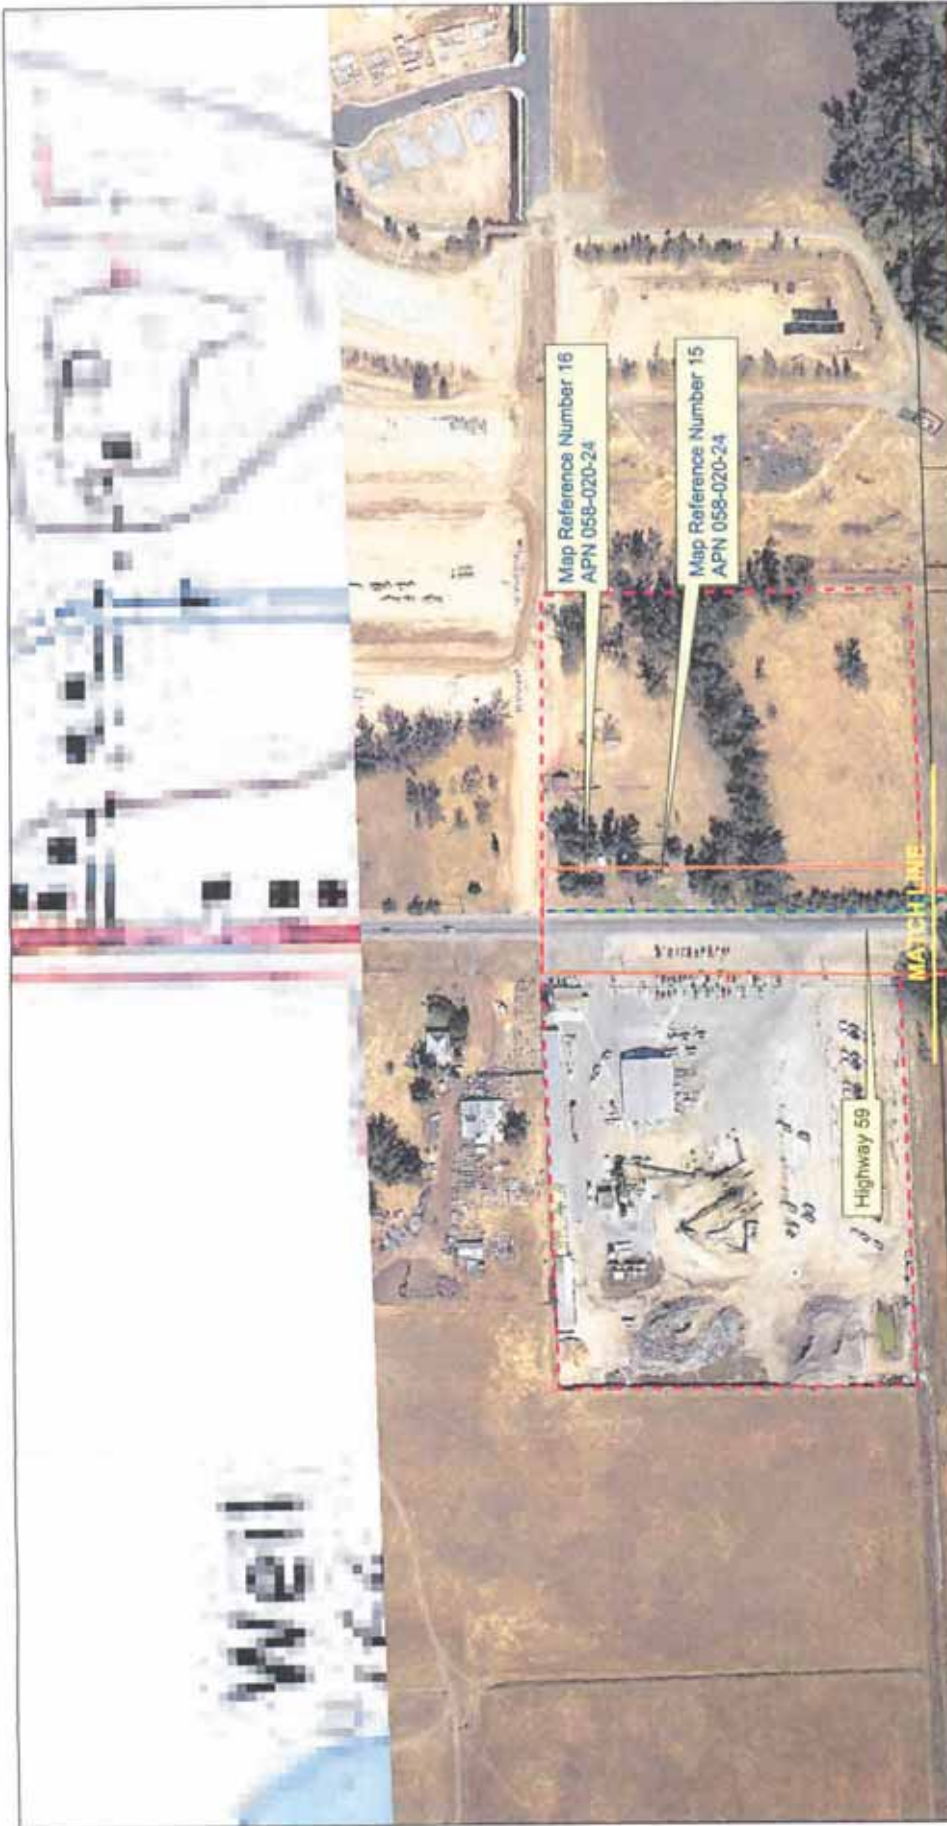 Map Reference Number 16
APN 058-020-24
Map Reference Number 15
APN 058-020-24
MATCH LINE
Highway 59
Well